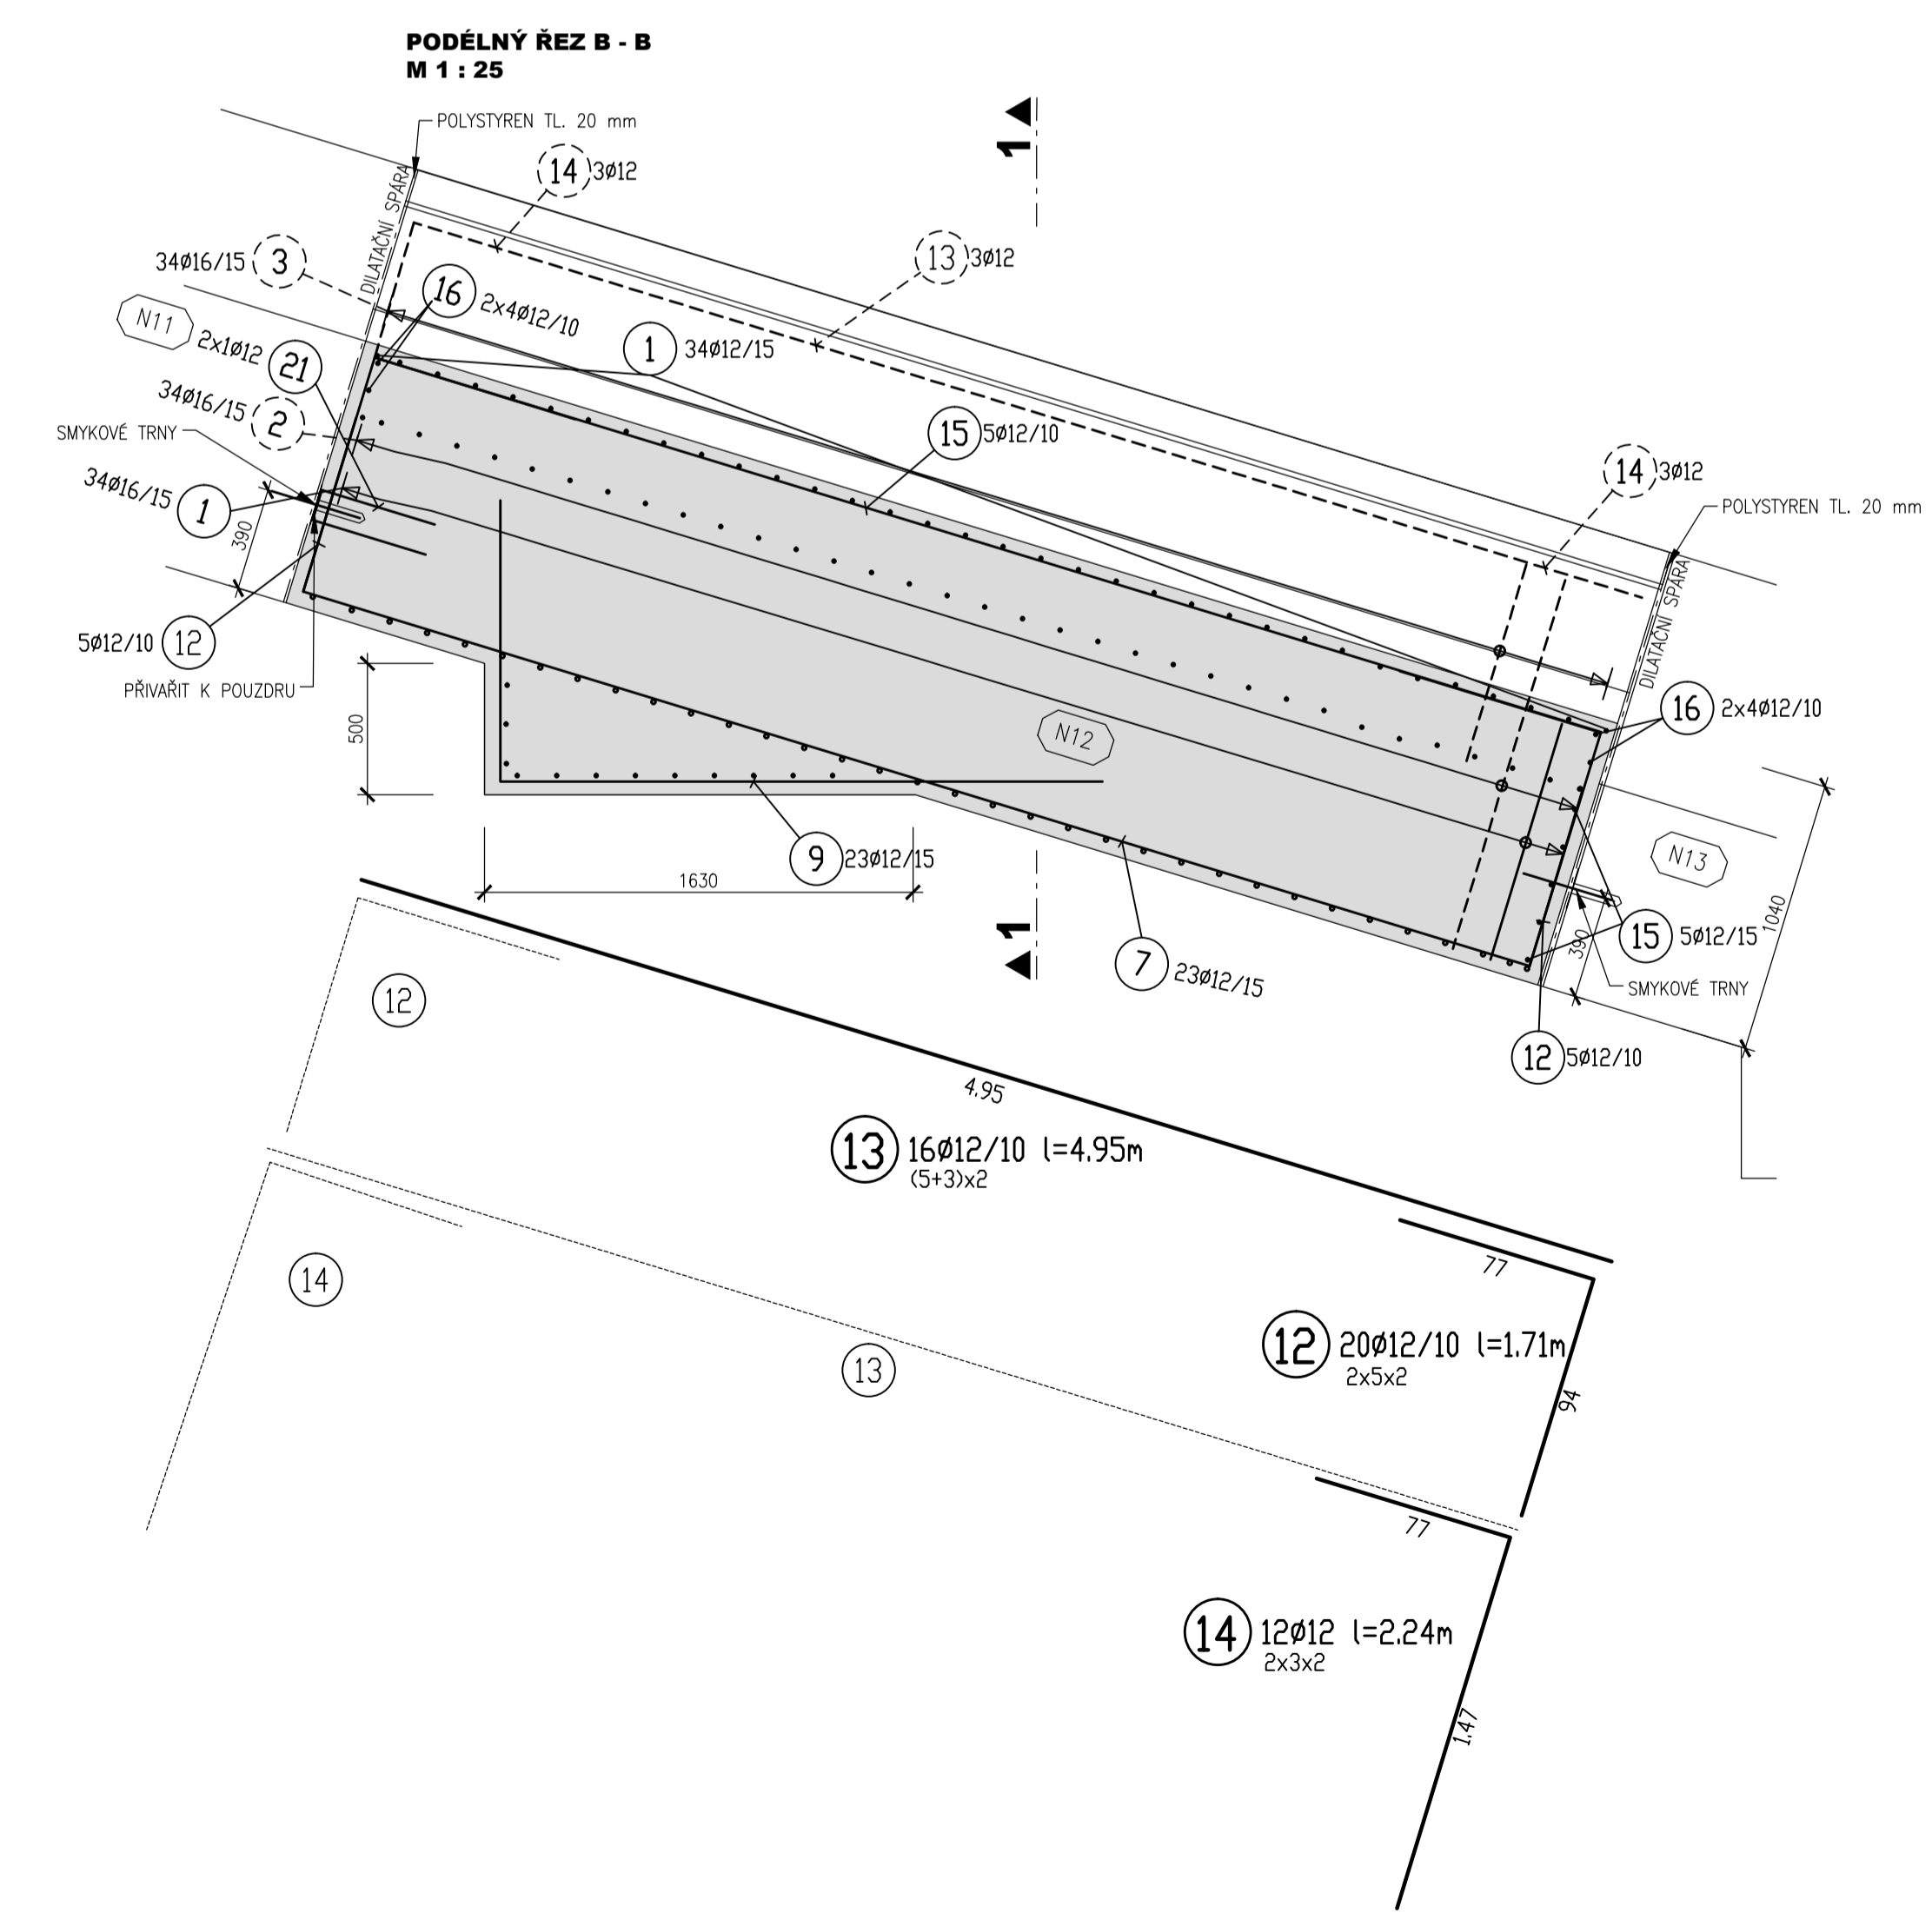 PODÉLNÝ ŘEZ B - B
M 1 : 25
POLYSTYREN TL. 20 mm
1
14 3ø12
DILATAČNÍ SPÁRA
13 3ø12
34ø16/15 3
16 2x4ø12/10
N11
2x1ø12 21
1 34ø12/15
34ø16/15 2
SMYKOVÉ TRNY
15 5ø12/10
14 3ø12
34ø16/15 1
POLYSTYREN TL. 20 mm
390
DILATAČNÍ SPÁRA
5ø12/10 12
PŘIVAŘIT K POUZDRU
500
N12
16 2x4ø12/10
9 23ø12/15
N13
1630
1040
1
390
15 5ø12/15
7 23ø12/15
SMYKOVÉ TRNY
12
12 5ø12/10
4.95
13 16ø12/10 l=4.95m
(5+3)x2
77
14
12 20ø12/10 l=1.71m
2x5x2
13
94
77
14 12ø12 l=2.24m
2x3x2
1.47